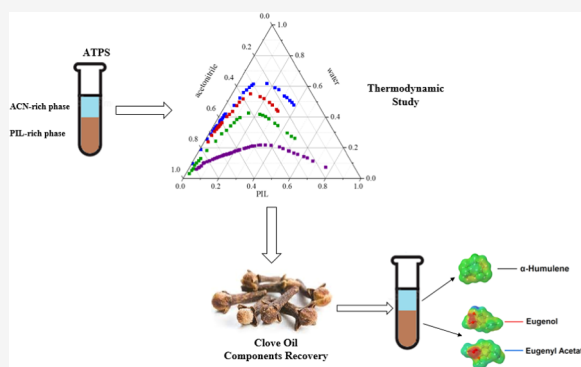 ATPS
ACN-rich phase
PIL-rich phase
0.0
1.0
0.2
0.8
0.4
0.6
0.6
0.4
0.8
0.2
1.0
0.0
0.0
0.2
0.4
0.6
0.8
1.0
acetonitrile
water
PIL
Thermodynamic
Study
Clove Oil
Components Recovery
α-Humulene
Eugenol
Eugenyl Acetat